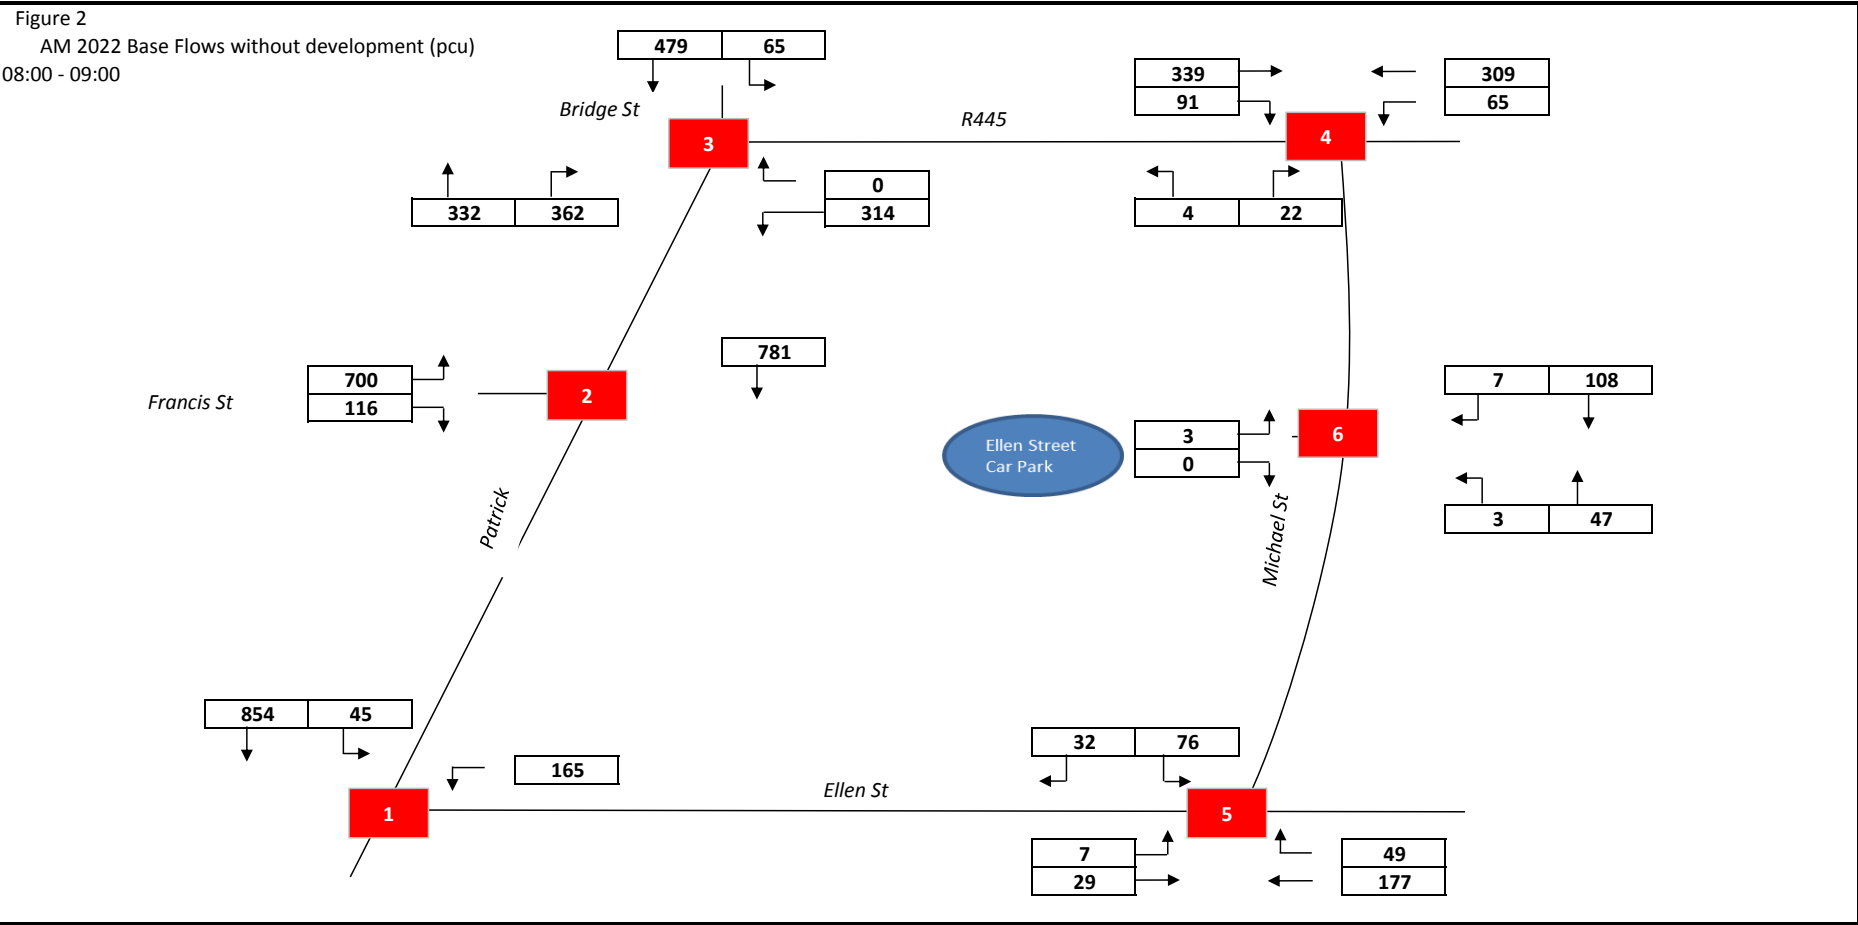 Figure 2
AM 2022 Base Flows without development (pcu)
08:00 - 09:00
479 65
339
91
309
65
Bridge St
R445
3
4
0
314
332 362
4 22
781
700
116
2
Francis St
7 108
Ellen Street
Car Park
3
0
6
3 47
Patrick
Michael St
854 45
165
32 76
Ellen St
1
5
7
29
49
177